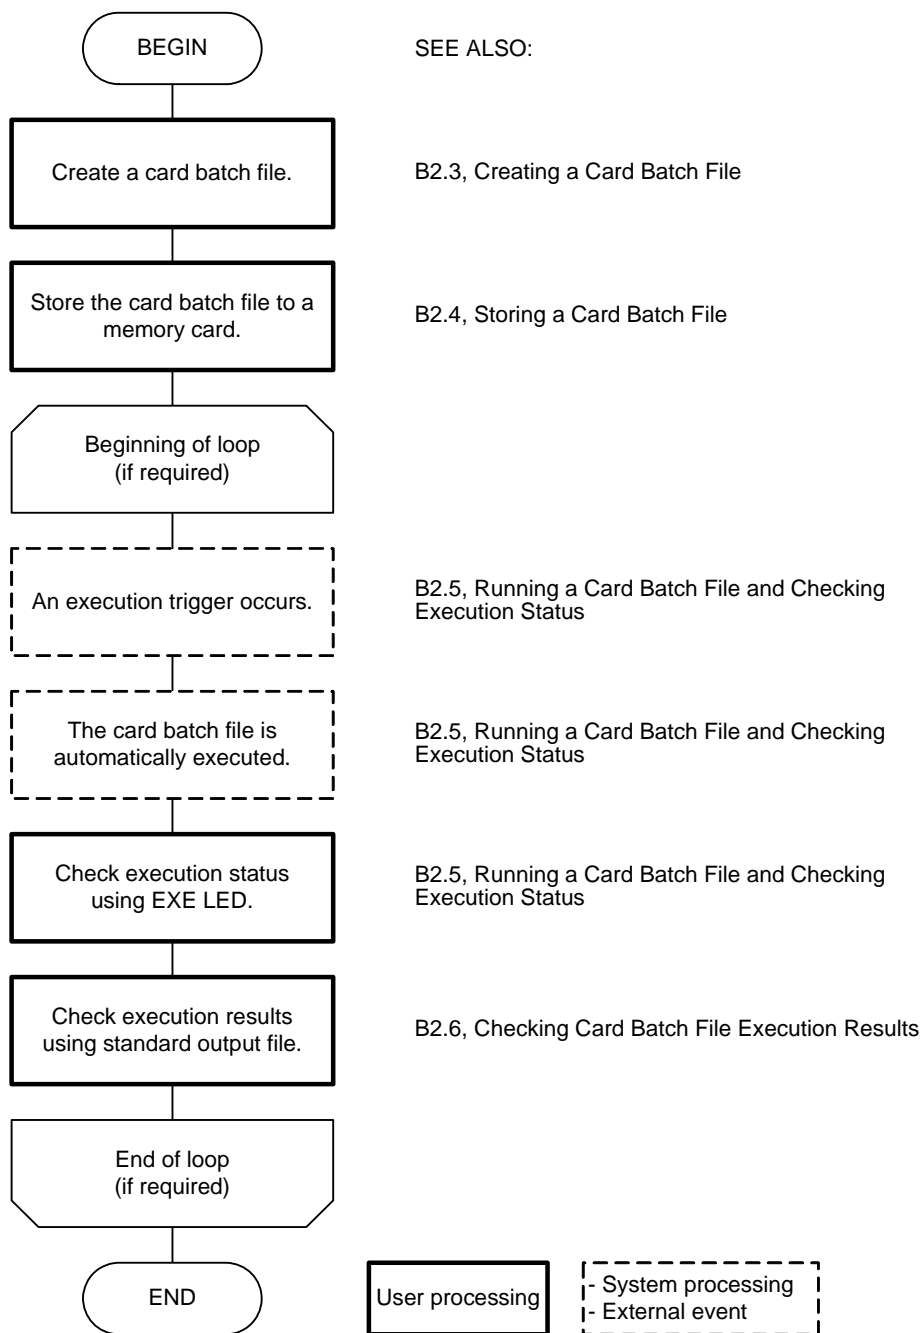 BEGIN
SEE ALSO:
Create a card batch file.
B2.3, Creating a Card Batch File
Store the card batch file to a
memory card.
B2.4, Storing a Card Batch File
Beginning of loop
(if required)
An execution trigger occurs.
B2.5, Running a Card Batch File and Checking
Execution Status
The card batch file is
automatically executed.
B2.5, Running a Card Batch File and Checking
Execution Status
Check execution status
using EXE LED.
B2.5, Running a Card Batch File and Checking
Execution Status
Check execution results
using standard output file.
B2.6, Checking Card Batch File Execution Results
End of loop
(if required)
END
User processing
- System processing
- External event